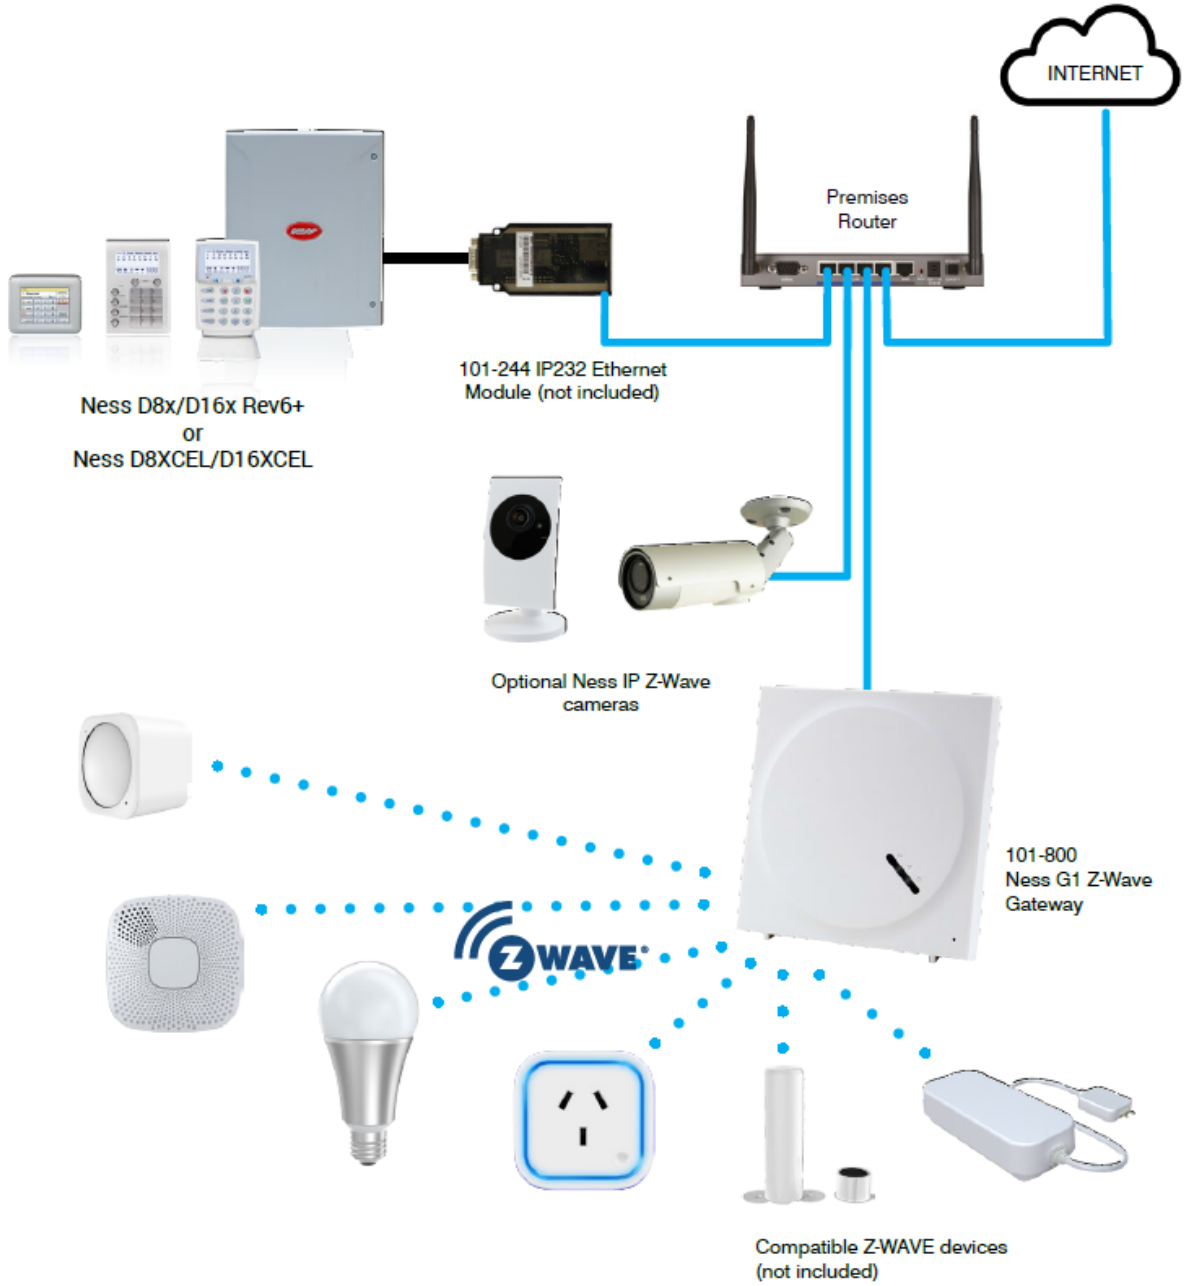 INTERNET
Premises
Router
101-244 IP232 Ethernet
Module (not included)
Ness D8x/D16x Rev6+
or
Ness D8XCEL/D16XCEL
Optional Ness IP Z-Wave
cameras
101-800
Ness G1 Z-Wave
Gateway
Z WAVE®
Compatible Z-WAVE devices
(not included)